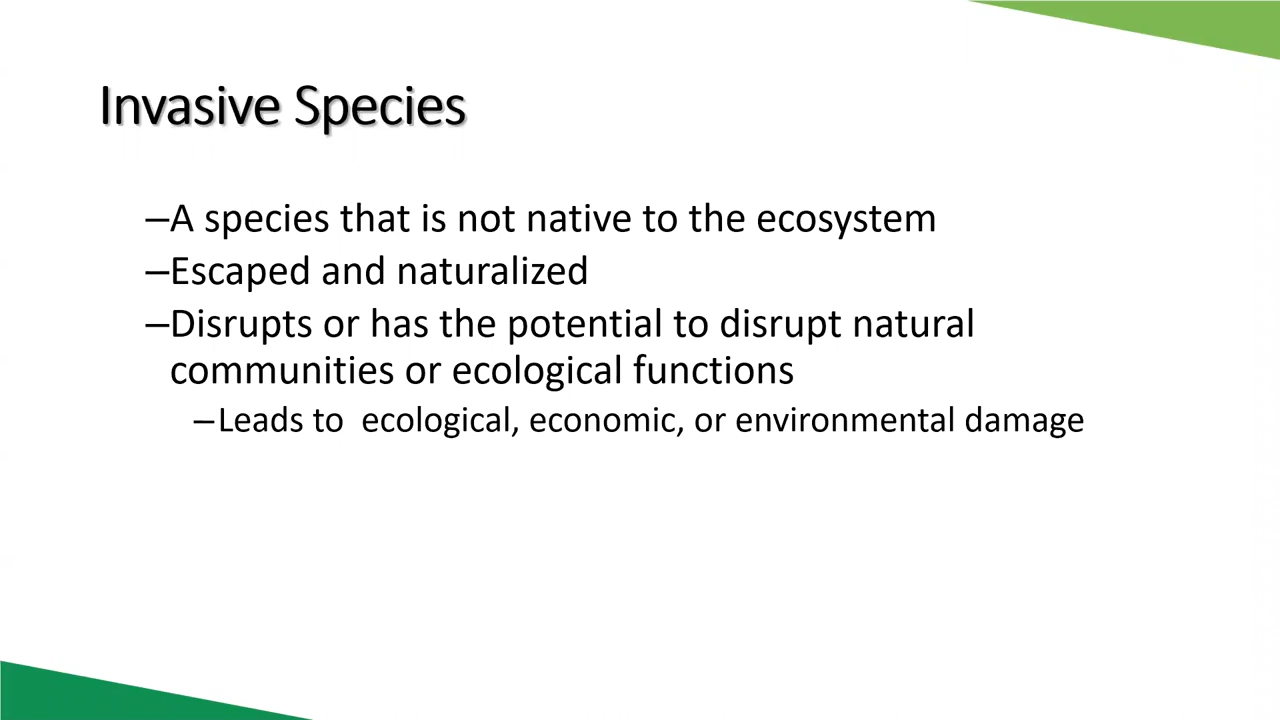 Invasive Species
–A species that is not native to the ecosystem
–Escaped and naturalized
–Disrupts or has the potential to disrupt natural
communities or ecological functions
–Leads to  ecological, economic, or environmental damage